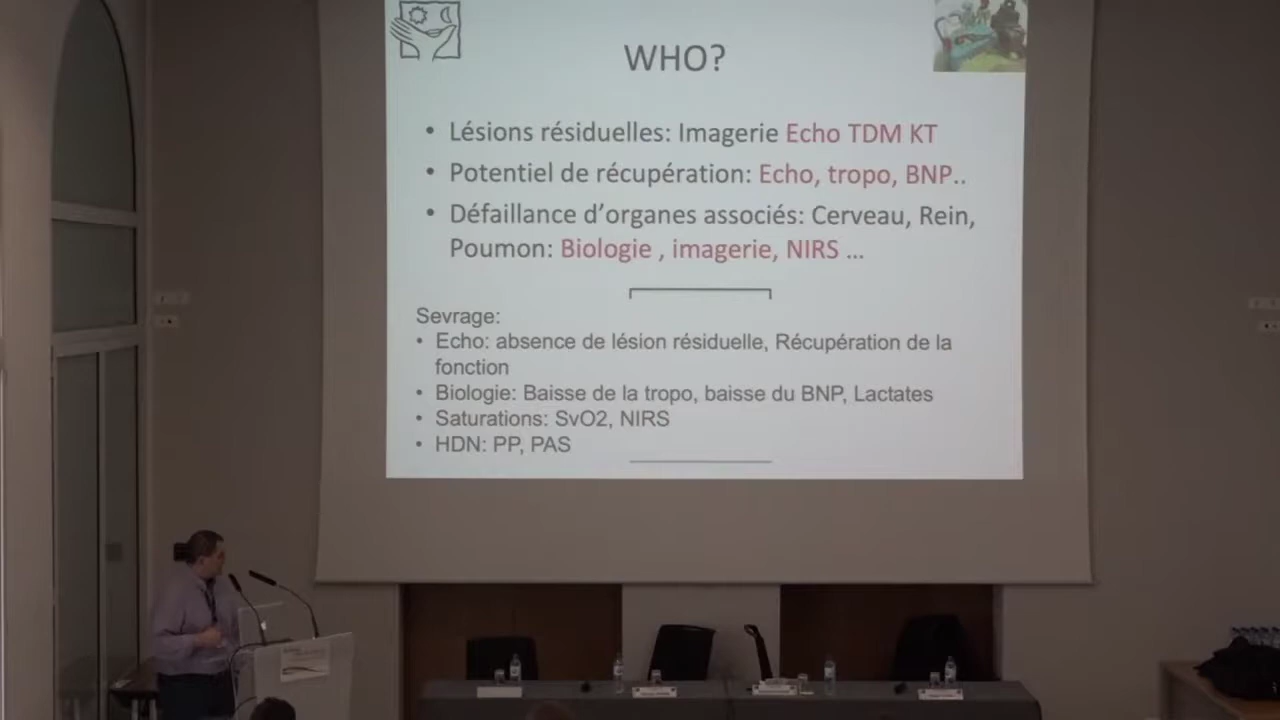 WHO?
• Lésions résiduelles: Imagerie Echo TDM KT
• Potentiel de récupération: Echo, tropo, BNP..
• Défaillance d'organes associés: Cerveau, Rein,
Poumon: Biologie , imagerie, NIRS ...
Sevrage:
• Echo: absence de lésion résiduelle, Récupération de la
fonction
• Biologie: Baisse de la tropo, baisse du BNP, Lactates
• Saturations: SvO2, NIRS
• HDN: PP, PAS